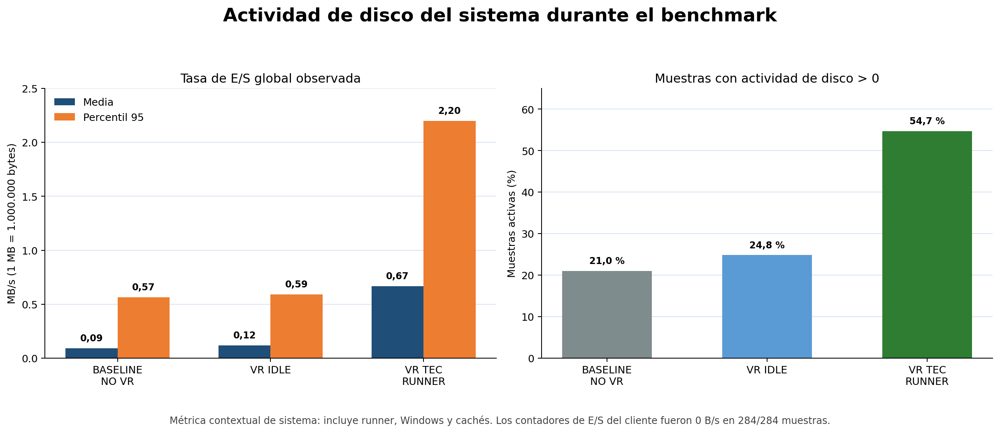 Actividad de disco del sistema durante el benchmark
Tasa de E/S global observada
MB/s (1 MB = 1.000.000 bytes)
2.5
2.0
1.5
1.0
0.5
0.0
Media
Percentil 95
0,09
0,57
0,12
0,59
0,67
2,20
BASELINE
NO VR
VR IDLE
VR TEC
RUNNER
Muestras con actividad de disco > 0
Muestras activas (%)
60
50
40
30
20
10
0
21,0 %
24,8 %
54,7 %
BASELINE
NO VR
VR IDLE
VR TEC
RUNNER
Métrica contextual de sistema: incluye runner, Windows y cachés. Los contadores de E/S del cliente fueron 0 B/s en 284/284 muestras.